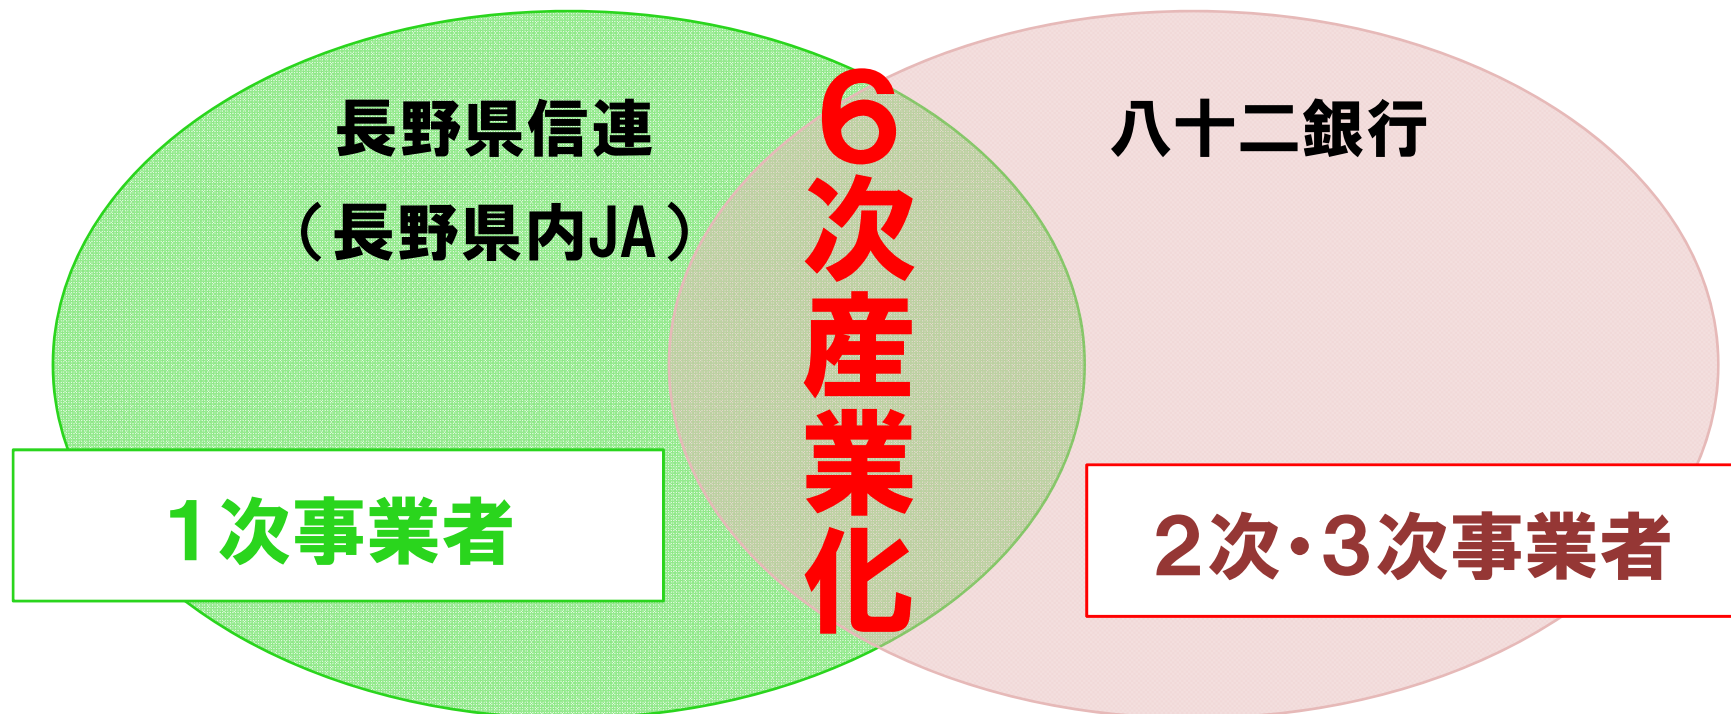 長野県信連
（長野県内JA）
１次事業者
６次産業化
八十二銀行
２次・３次事業者